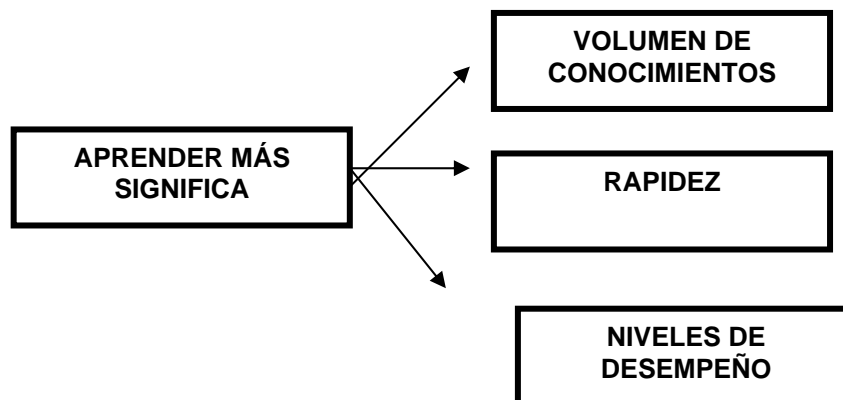 VOLUMEN DE
CONOCIMIENTOS
APRENDER MÁS
SIGNIFICA
RAPIDEZ
NIVELES DE
DESEMPEÑO